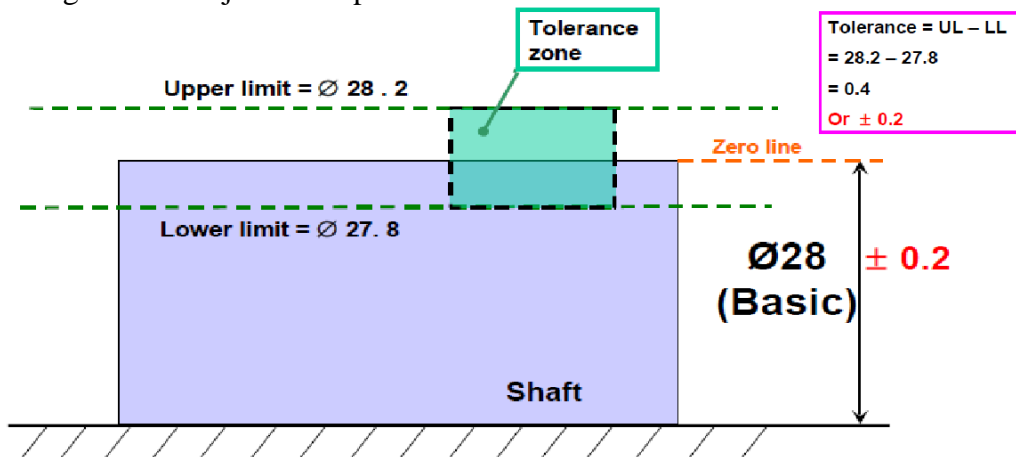 Tolerance
zone
Tolerance = UL – LL
= 28.2 – 27.8
= 0.4
Or ± 0.2
Upper limit = ∅ 28 . 2
Zero line
Lower limit = ∅ 27. 8
Ø28 ± 0.2
(Basic)
Shaft